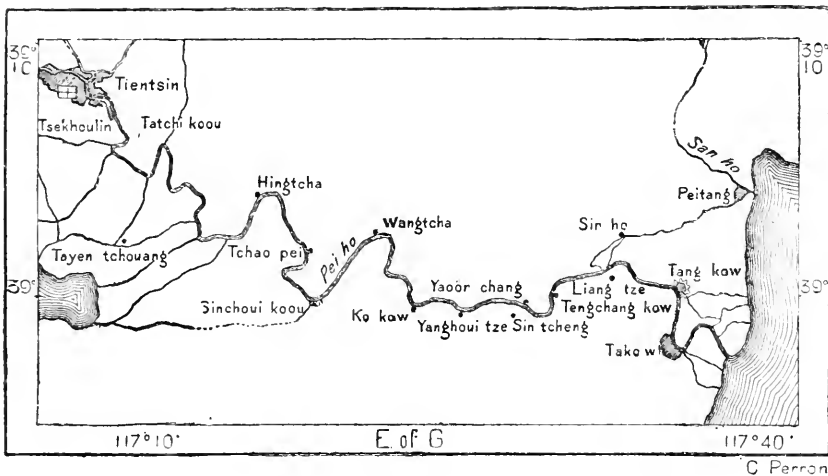 39°
10'
39°
10'
Tientsin
Tsekhoulin
Tatchi koou
San ho
Hingtcha
Peitang
Wangtcha
Sin ho
Tayen tchouang
Tchao pei
Pei ho
Tang kow
39°
39°
Yaoor chang
Liang tze
Sinchoui koou
Ko kow
Tengchang kow
Yanghoui tze
Sin tcheng
Takow
117°10'
E. of G
117°40'
C Perron